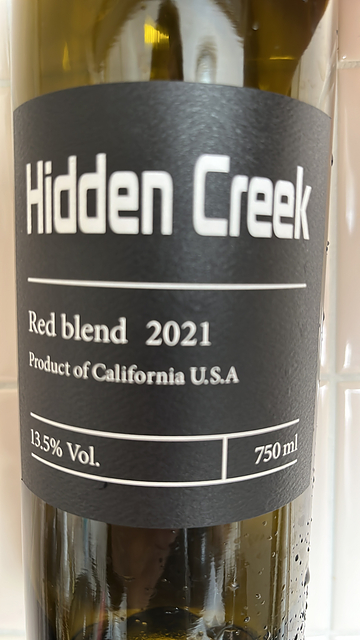 Hidden Creek
Red blend 2021
Product of California U.S.A
13.5% Vol.
750 ml